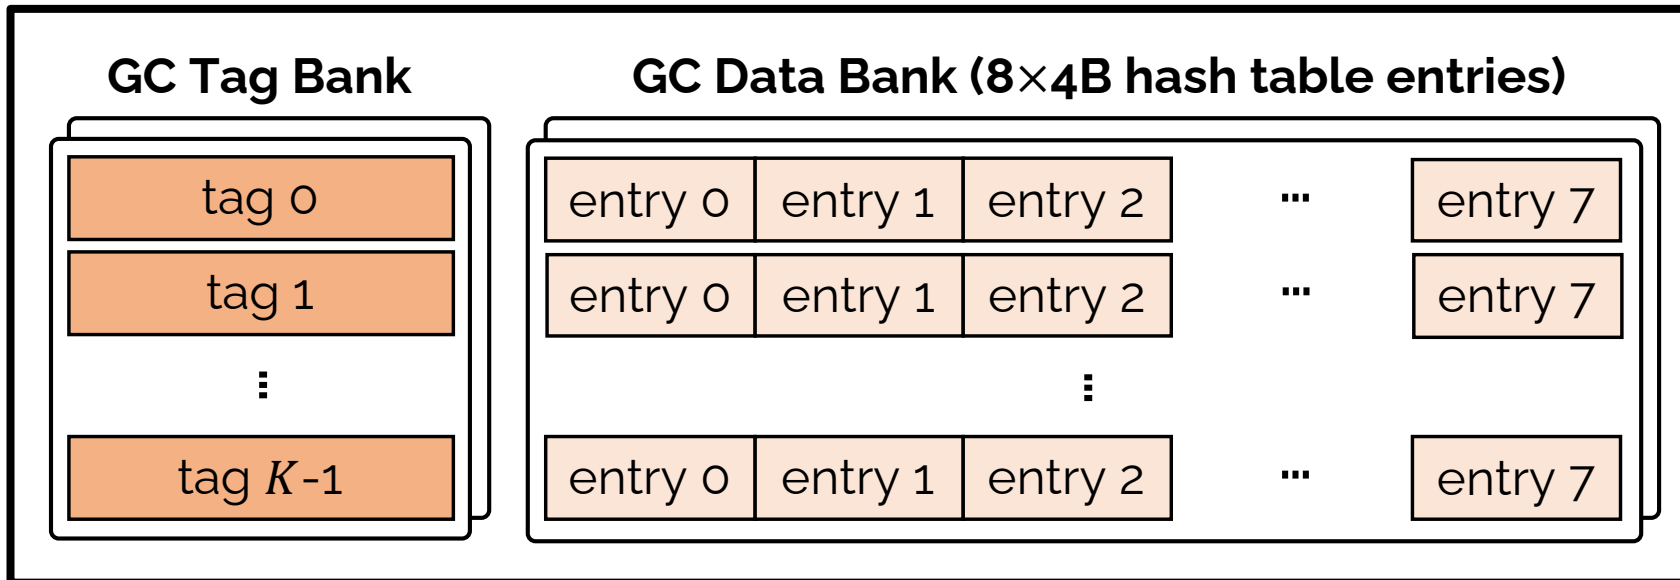 GC Tag Bank GC Data Bank (8×4B hash table entries)
tag 0 entry 0 entry 1 entry 2 ... entry 7
tag 1 entry 0 entry 1 entry 2 ... entry 7
⋮ ⋮
tag K-1 entry 0 entry 1 entry 2 ... entry 7